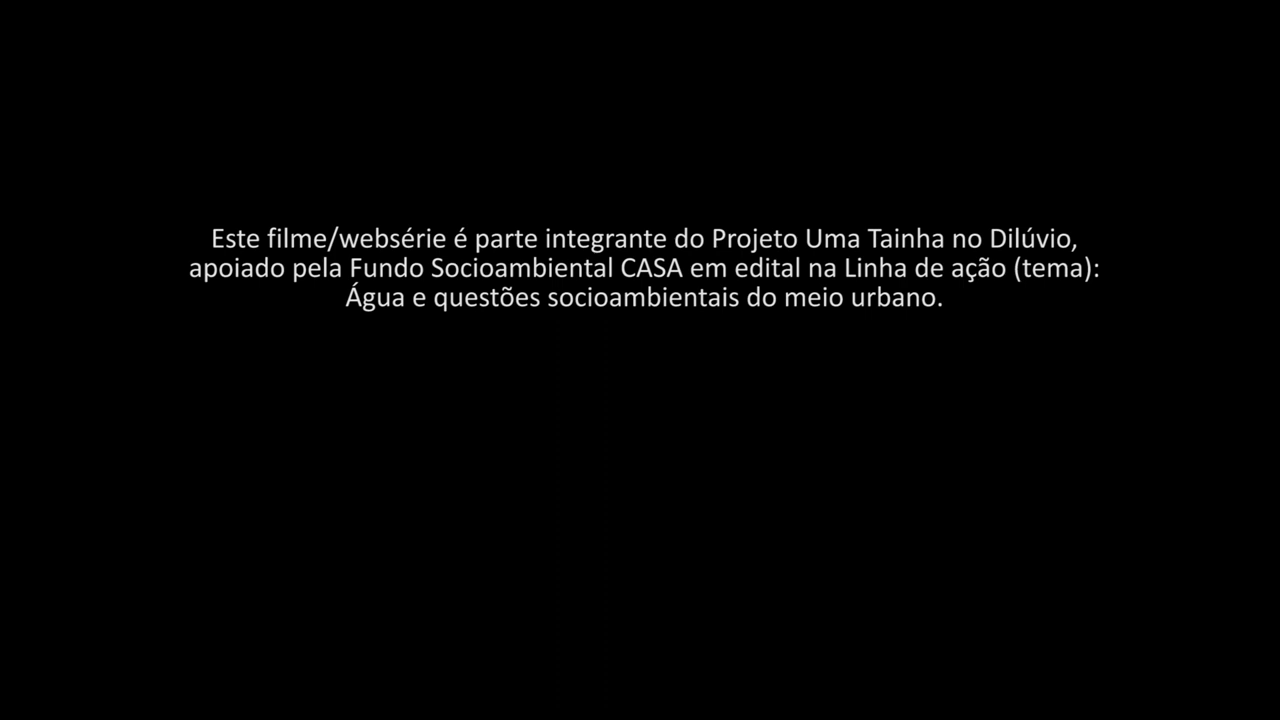 Este filme/websérie é parte integrante do Projeto Uma Tainha no Dilúvio,
apoiado pela Fundo Socioambiental CASA em edital na Linha de ação (tema):
Água e questões socioambientais do meio urbano.